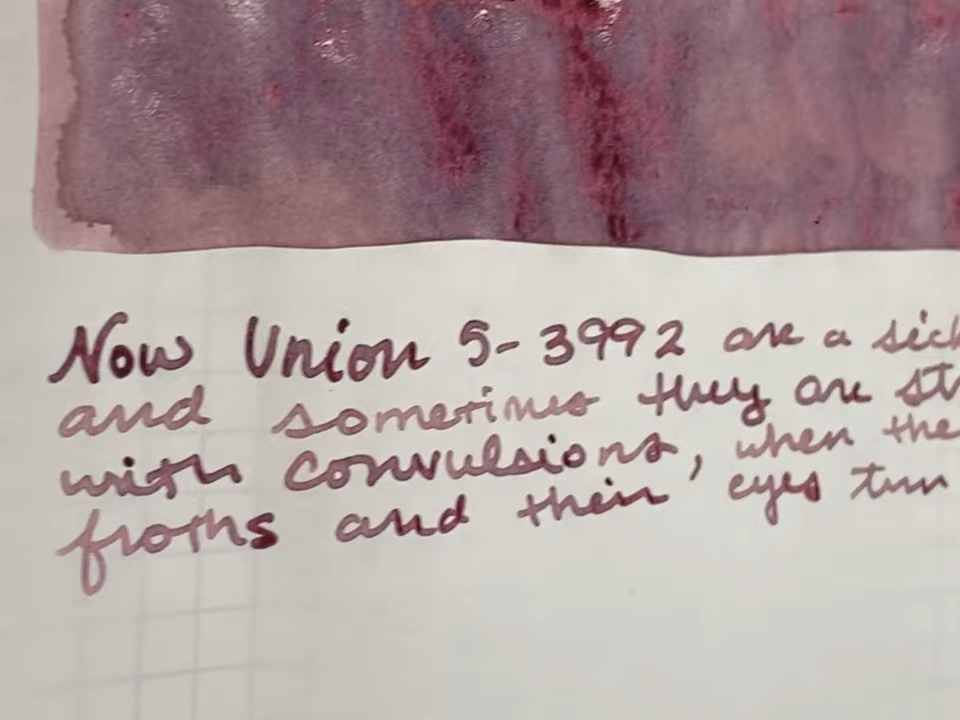 Now Union 5-3992 are a sick
and sometimes they are st
with convulsions, when the
froths and their eyes turn